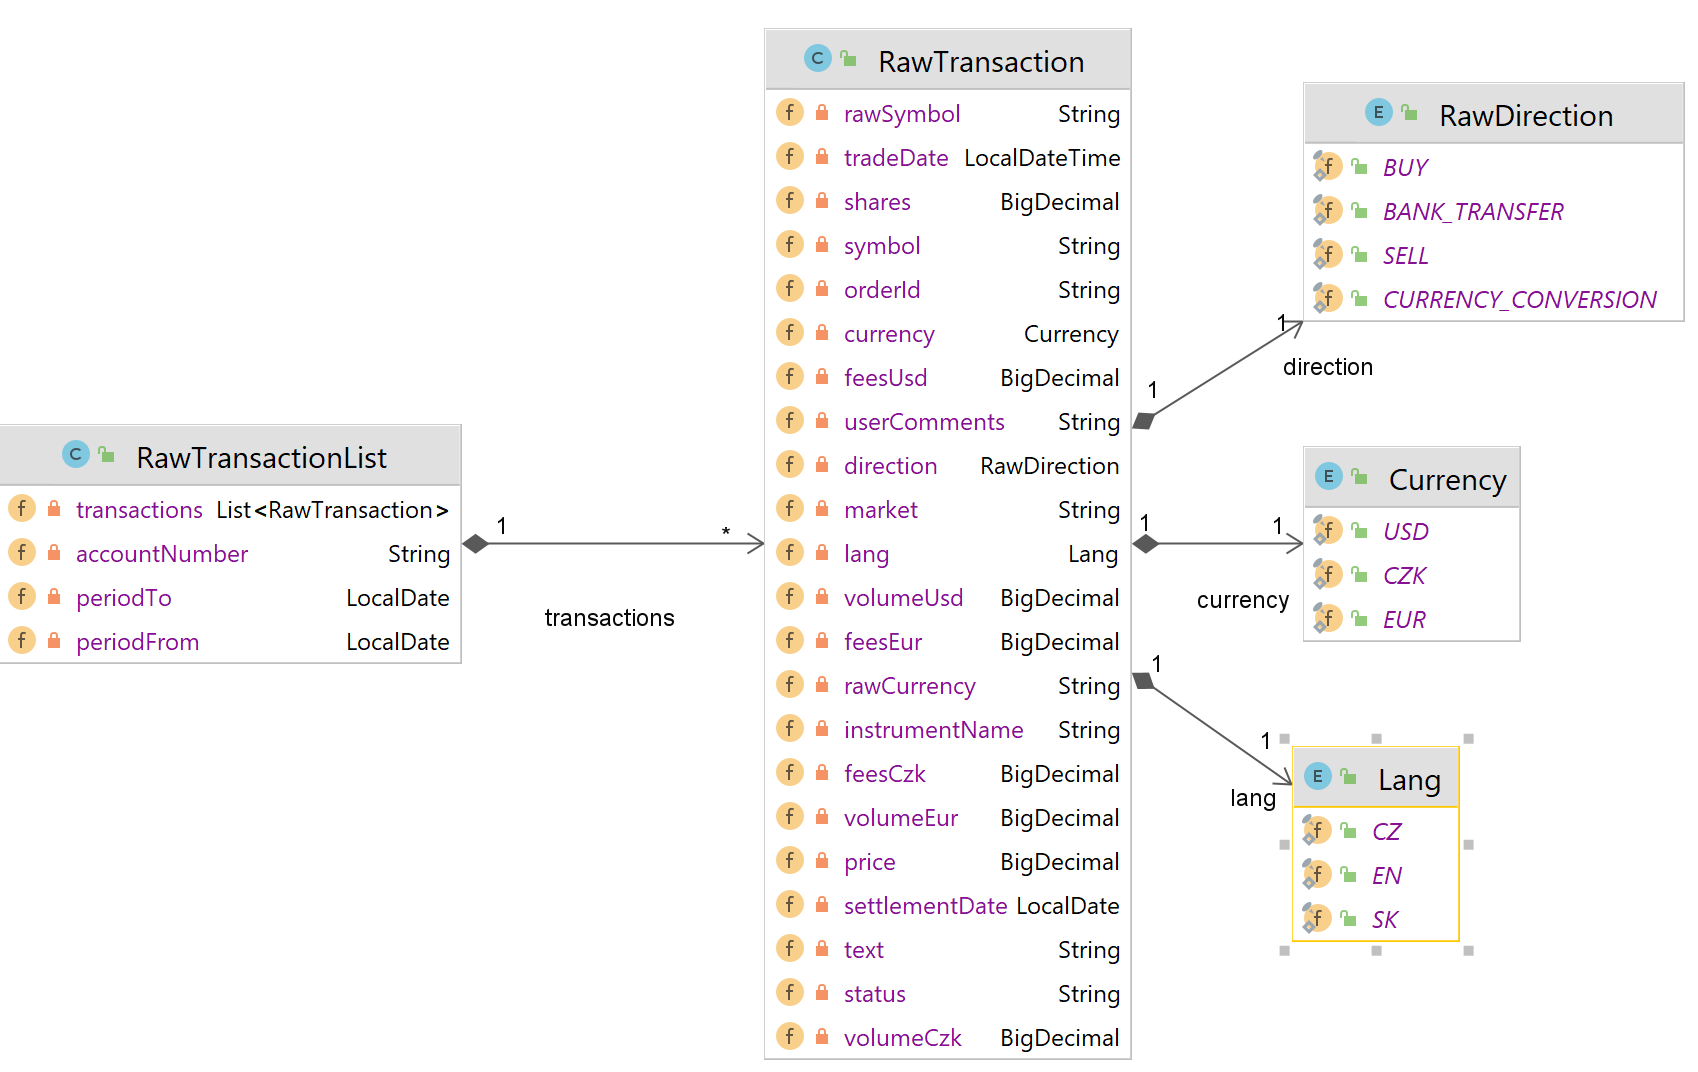 RawTransactionList
transactions List<RawTransaction>
accountNumber String
periodTo LocalDate
periodFrom LocalDate
1
*
transactions
RawTransaction
rawSymbol String
tradeDate LocalDateTime
shares BigDecimal
symbol String
orderId String
currency Currency
feesUsd BigDecimal
userComments String
direction RawDirection
market String
lang Lang
volumeUsd BigDecimal
feesEur BigDecimal
rawCurrency String
instrumentName String
feesCzk BigDecimal
volumeEur BigDecimal
price BigDecimal
settlementDate LocalDate
text String
status String
volumeCzk BigDecimal
1
1
direction
RawDirection
BUY
BANK_TRANSFER
SELL
CURRENCY_CONVERSION
1
1
currency
Currency
USD
CZK
EUR
1
1
lang
Lang
CZ
EN
SK